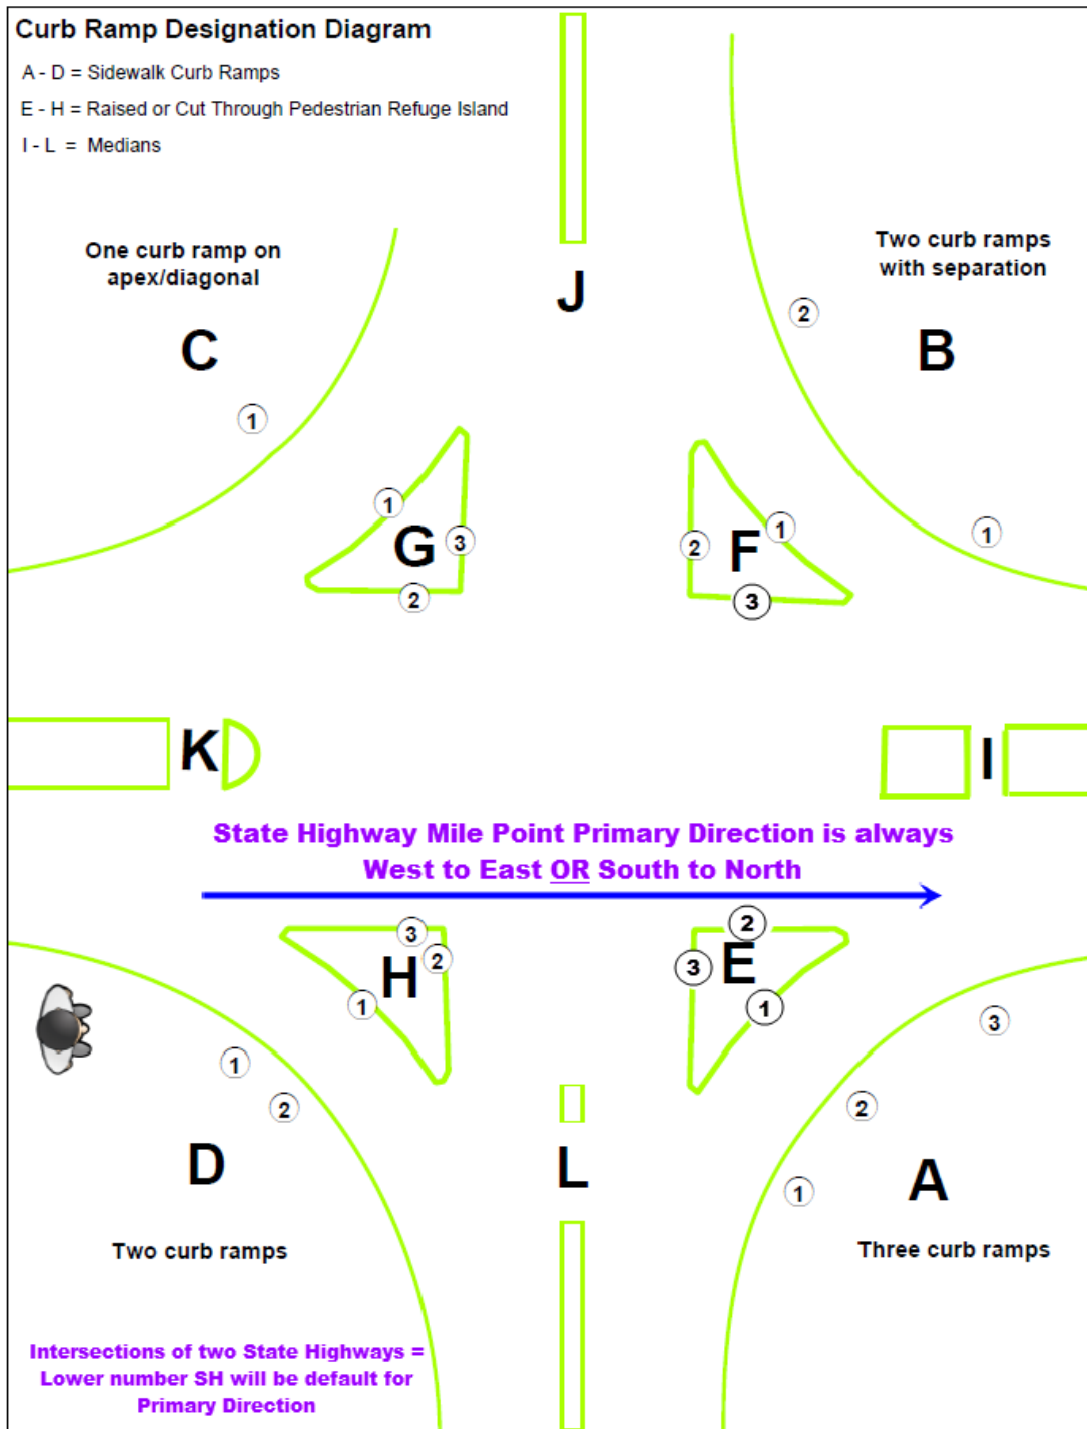 Curb Ramp Designation Diagram
A - D = Sidewalk Curb Ramps
E - H = Raised or Cut Through Pedestrian Refuge Island
I - L = Medians
One curb ramp on
apex/diagonal
C
1
J
Two curb ramps
with separation
2
B
1
1
G
3
2
1
2
F
3
K
I
State Highway Mile Point Primary Direction is always
West to East OR South to North
3
2
H
1
2
3
E
1
1
2
D
Two curb ramps
L
3
2
1
A
Three curb ramps
Intersections of two State Highways =
Lower number SH will be default for
Primary Direction